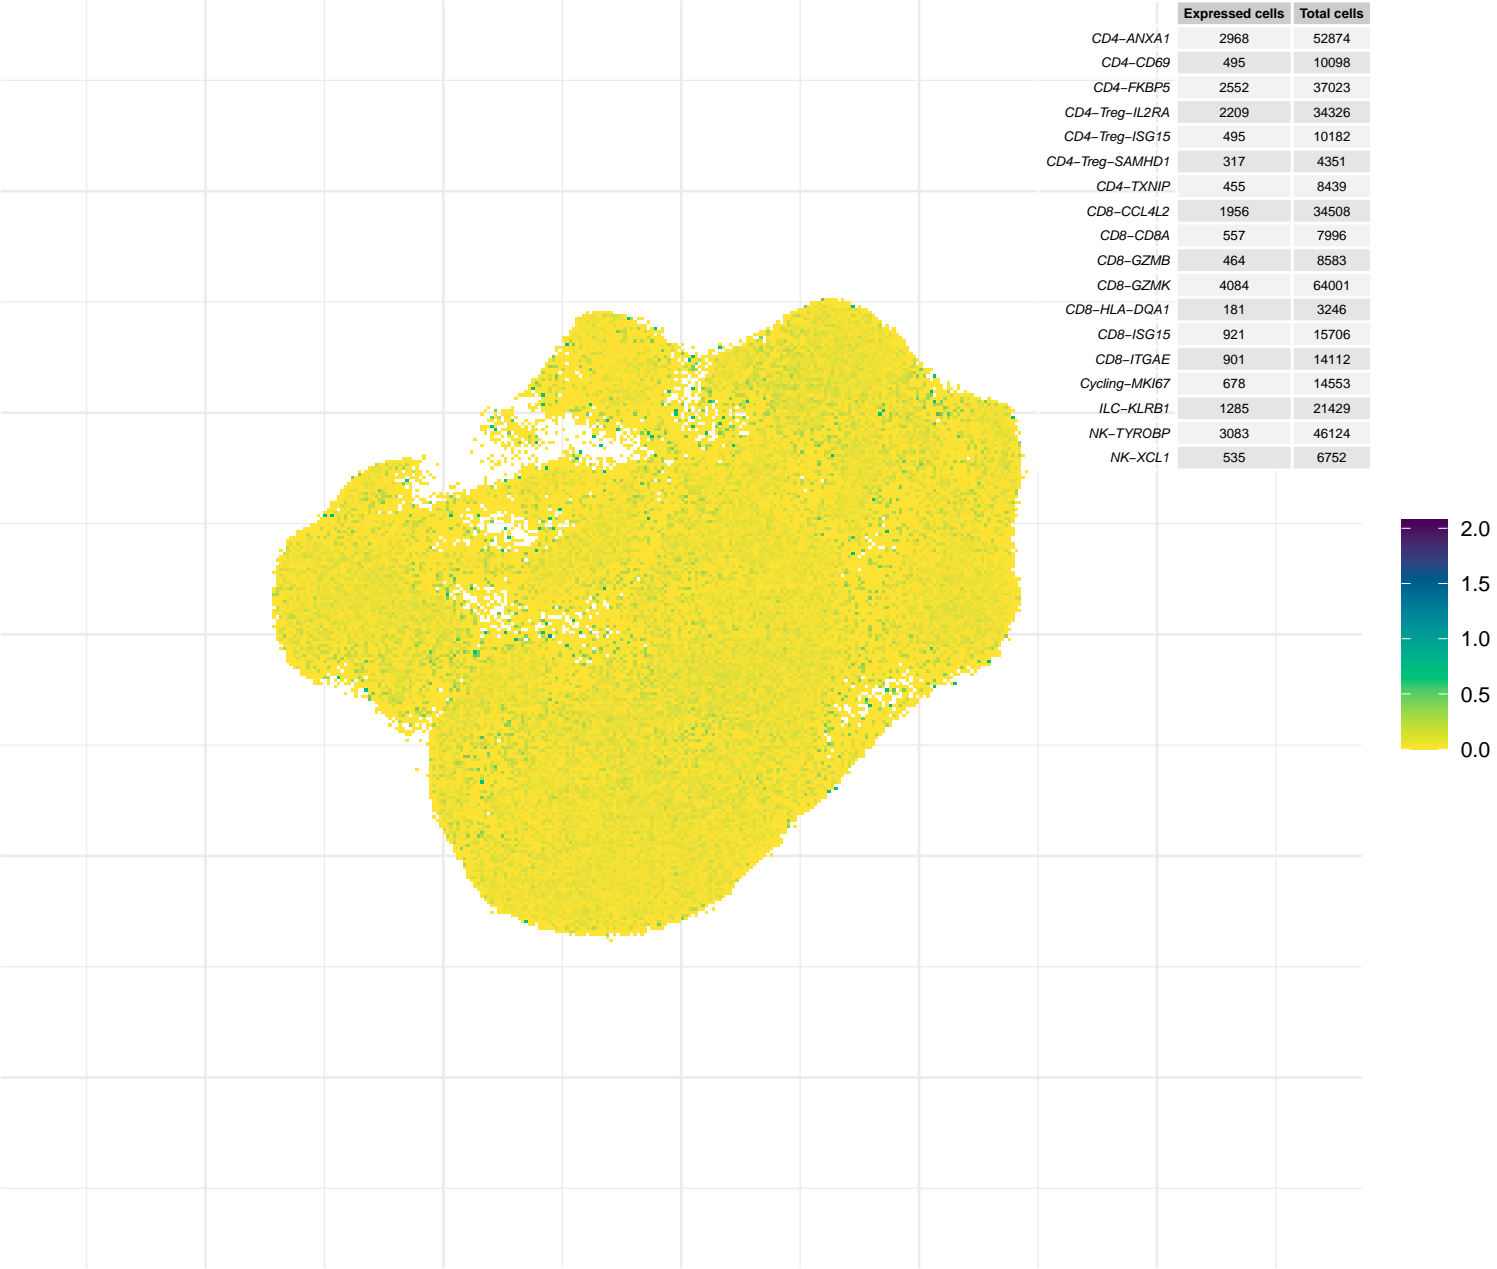 Expressed cells Total cells
CD4−ANXA1 2968 52874
CD4−CD69 495 10098
CD4−FKBP5 2552 37023
CD4−Treg−IL2RA 2209 34326
CD4−Treg−ISG15 495 10182
CD4−Treg−SAMHD1 317 4351
CD4−TXNIP 455 8439
CD8−CCL4L2 1956 34508
CD8−CD8A 557 7996
CD8−GZMB 464 8583
CD8−GZMK 4084 64001
CD8−HLA−DQA1 181 3246
CD8−ISG15 921 15706
CD8−ITGAE 901 14112
Cycling−MKI67 678 14553
ILC−KLRB1 1285 21429
NK−TYROBP 3083 46124
NK−XCL1 535 6752
2.0
1.5
1.0
0.5
0.0